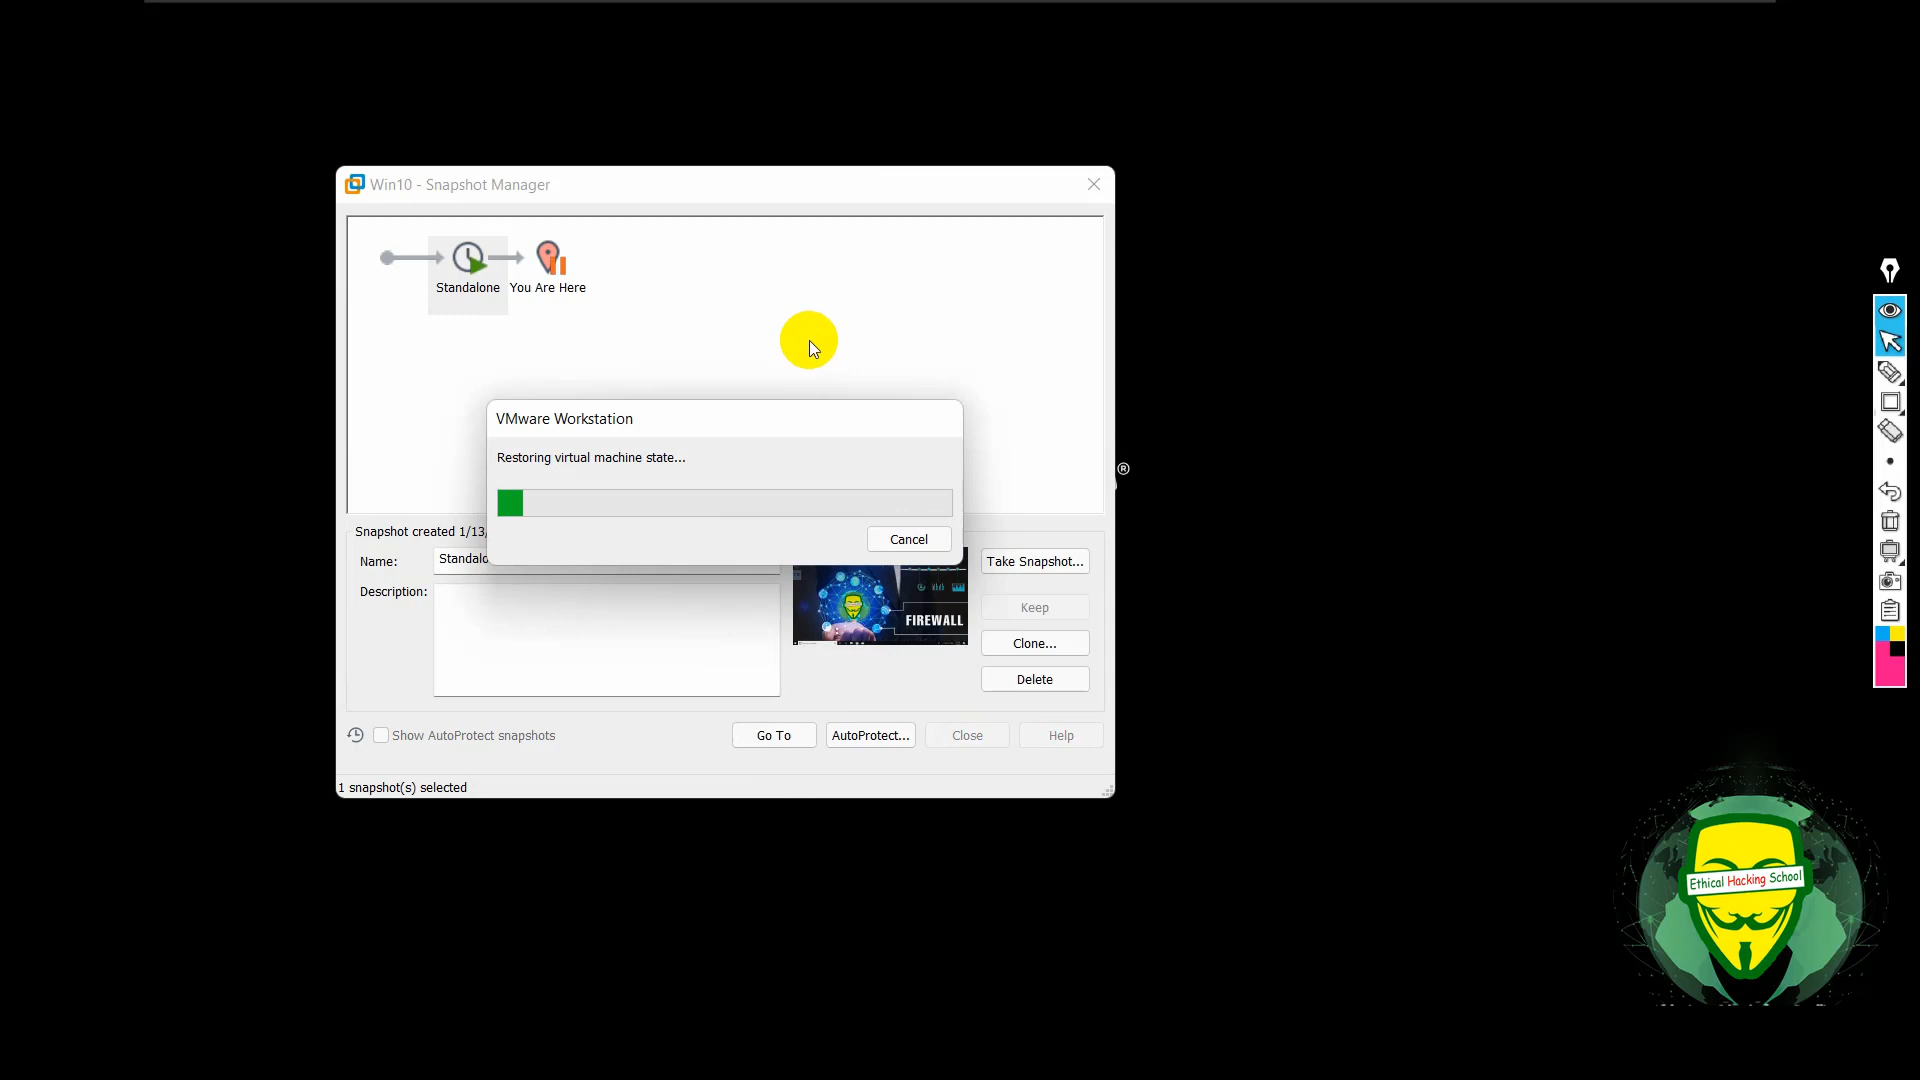 Win10 - Snapshot Manager
Standalone
You Are Here
VMware Workstation
Restoring virtual machine state...
Cancel
®
Snapshot created 1/13/
Name:
Standalo
Take Snapshot...
Description:
FIREWALL
Keep
Clone...
Delete
Show AutoProtect snapshots
Go To
AutoProtect...
Close
Help
1 snapshot(s) selected
Ethical Hacking School